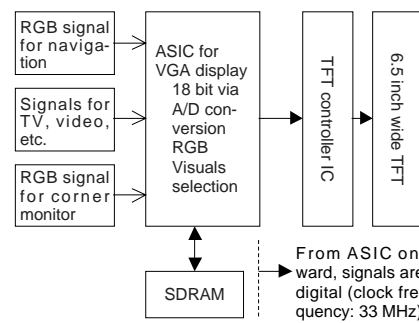 RGB signal
for naviga-
tion
Signals for
TV, video,
etc.
RGB signal
for corner
monitor
ASIC for
VGA display
18 bit via
A/D con-
version
RGB
Visuals
selection
SDRAM
TFT controller IC
6.5 inch wide TFT
From ASIC on
ward, signals are
digital (clock fre
quency: 33 MHz)